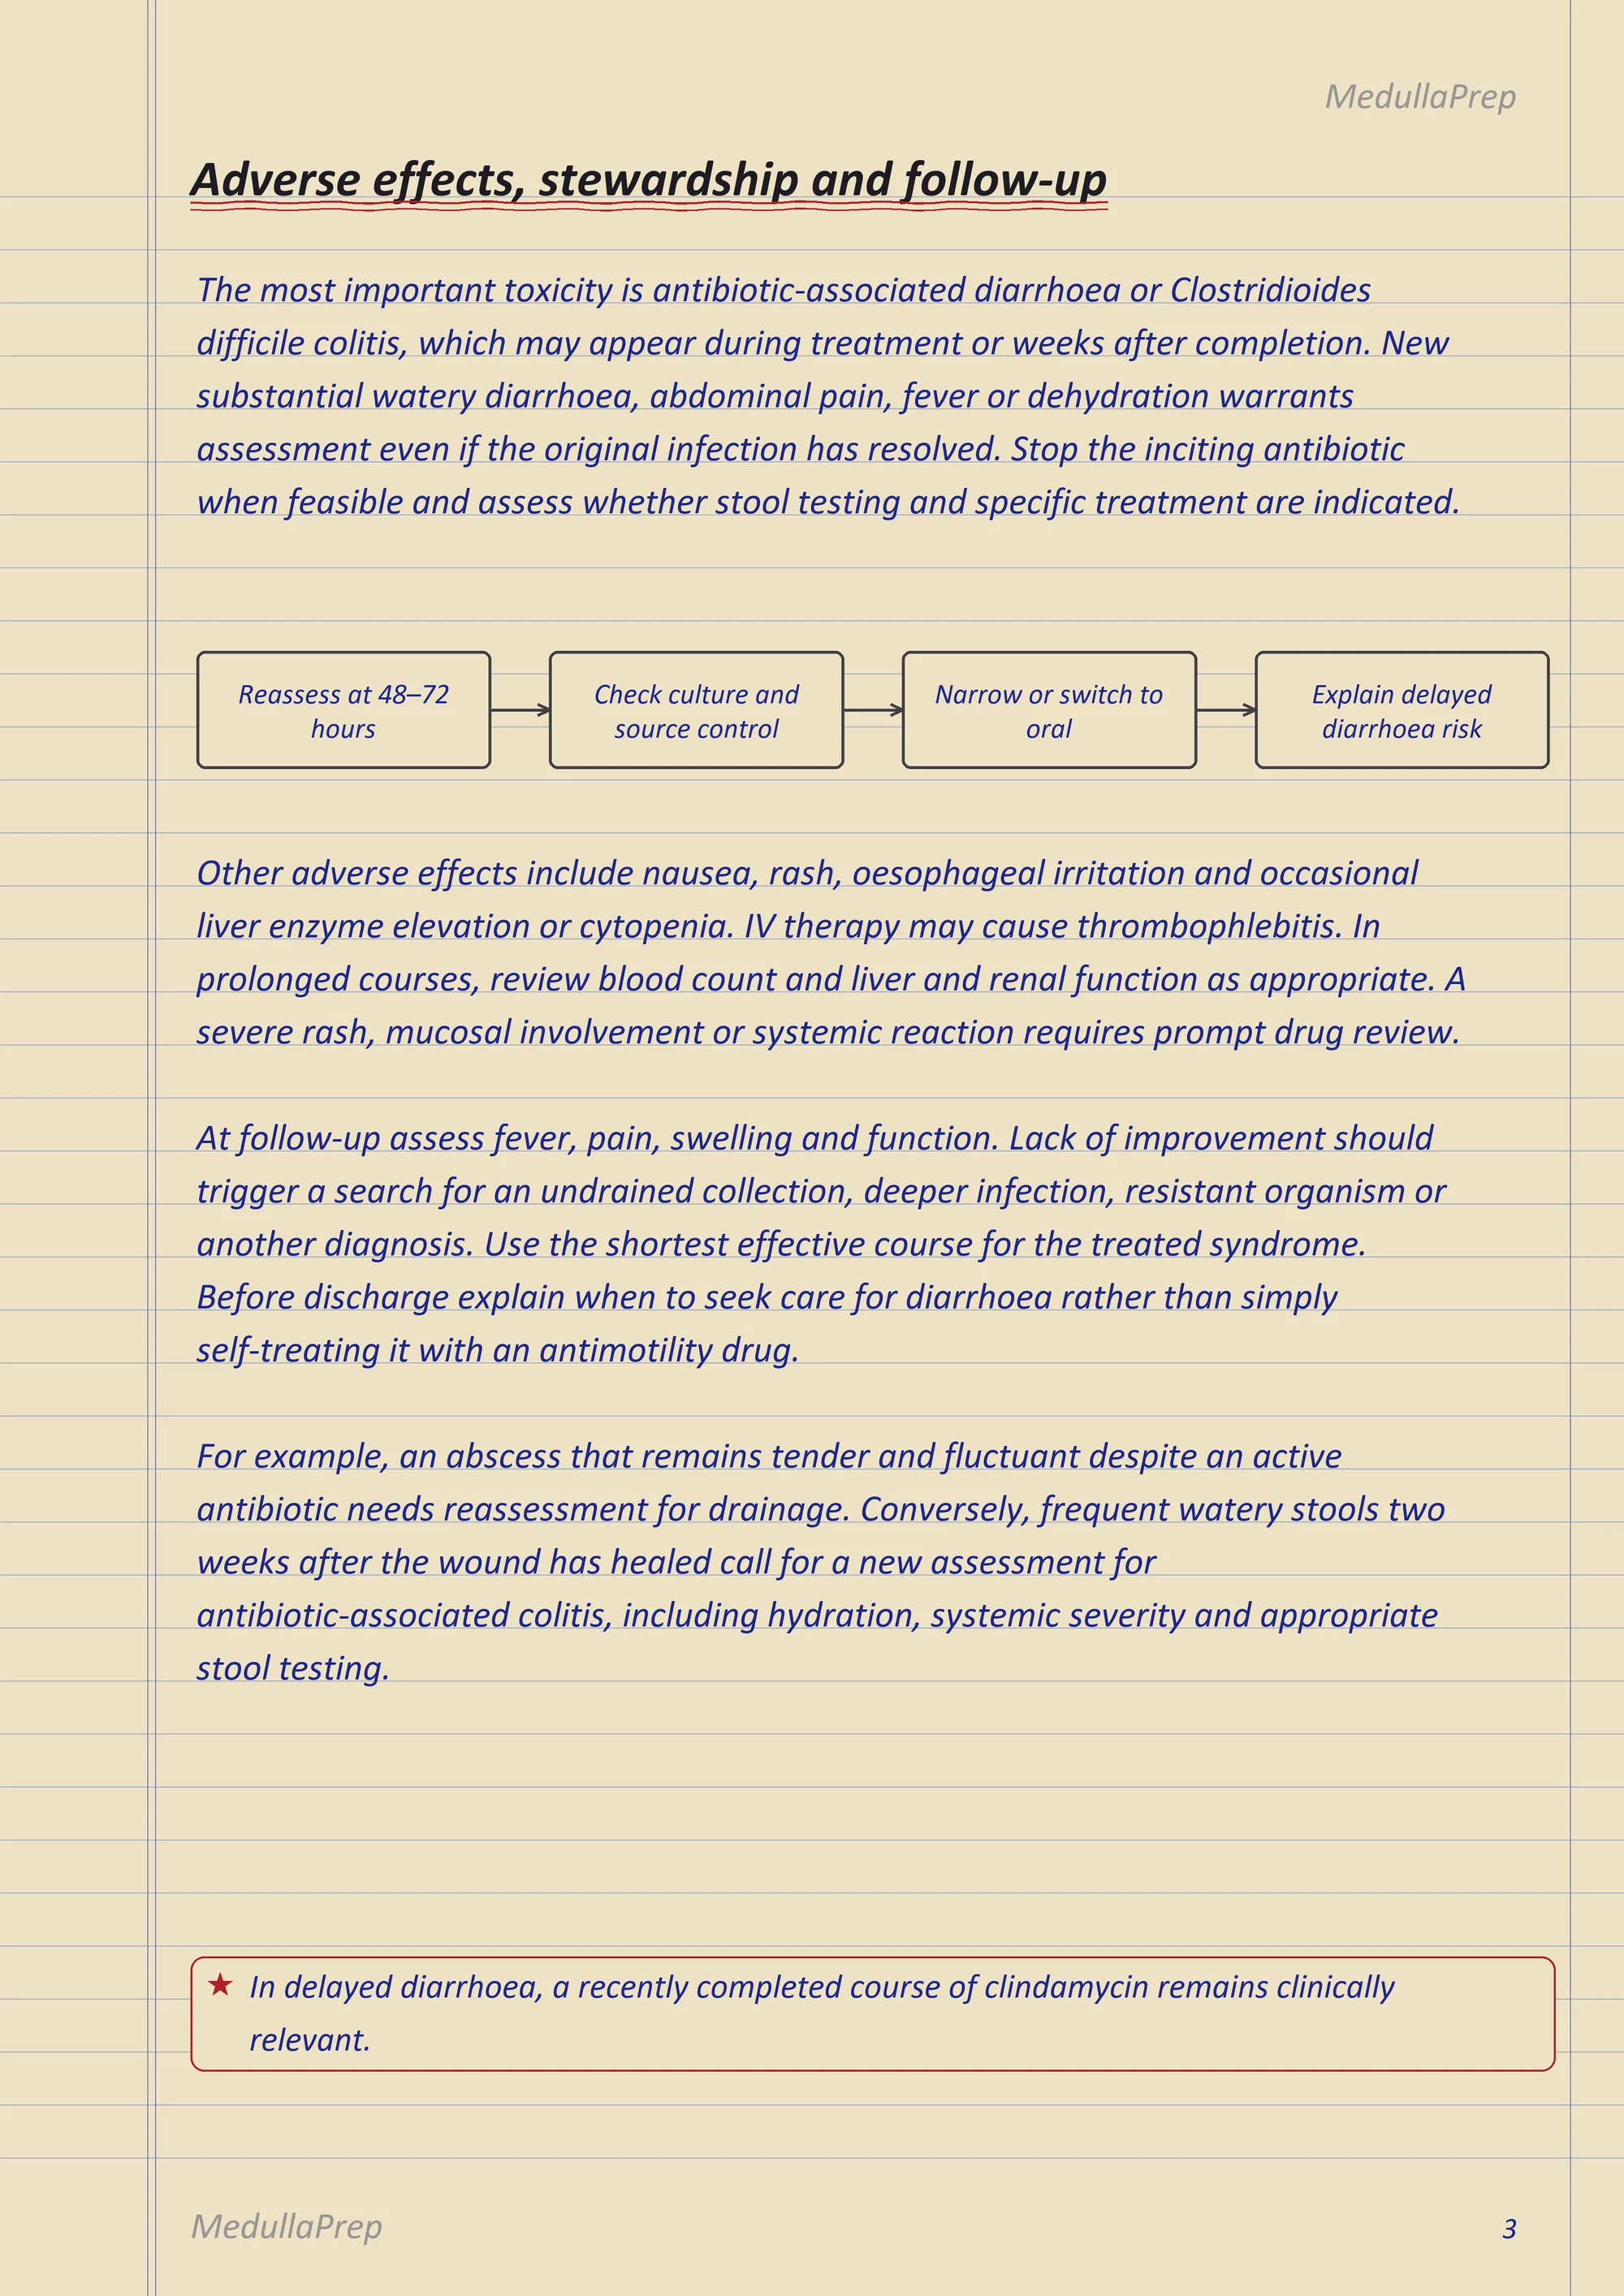 MedullaPrep
Adverse effects, stewardship and follow-up
The most important toxicity is antibiotic-associated diarrhoea or Clostridioides
difficile colitis, which may appear during treatment or weeks after completion. New
substantial watery diarrhoea, abdominal pain, fever or dehydration warrants
assessment even if the original infection has resolved. Stop the inciting antibiotic
when feasible and assess whether stool testing and specific treatment are indicated.
Reassess at 48–72
hours
Check culture and
source control
Narrow or switch to
oral
Explain delayed
diarrhoea risk
Other adverse effects include nausea, rash, oesophageal irritation and occasional
liver enzyme elevation or cytopenia. IV therapy may cause thrombophlebitis. In
prolonged courses, review blood count and liver and renal function as appropriate. A
severe rash, mucosal involvement or systemic reaction requires prompt drug review.
At follow-up assess fever, pain, swelling and function. Lack of improvement should
trigger a search for an undrained collection, deeper infection, resistant organism or
another diagnosis. Use the shortest effective course for the treated syndrome.
Before discharge explain when to seek care for diarrhoea rather than simply
self-treating it with an antimotility drug.
For example, an abscess that remains tender and fluctuant despite an active
antibiotic needs reassessment for drainage. Conversely, frequent watery stools two
weeks after the wound has healed call for a new assessment for
antibiotic-associated colitis, including hydration, systemic severity and appropriate
stool testing.
★ In delayed diarrhoea, a recently completed course of clindamycin remains clinically
relevant.
MedullaPrep
3